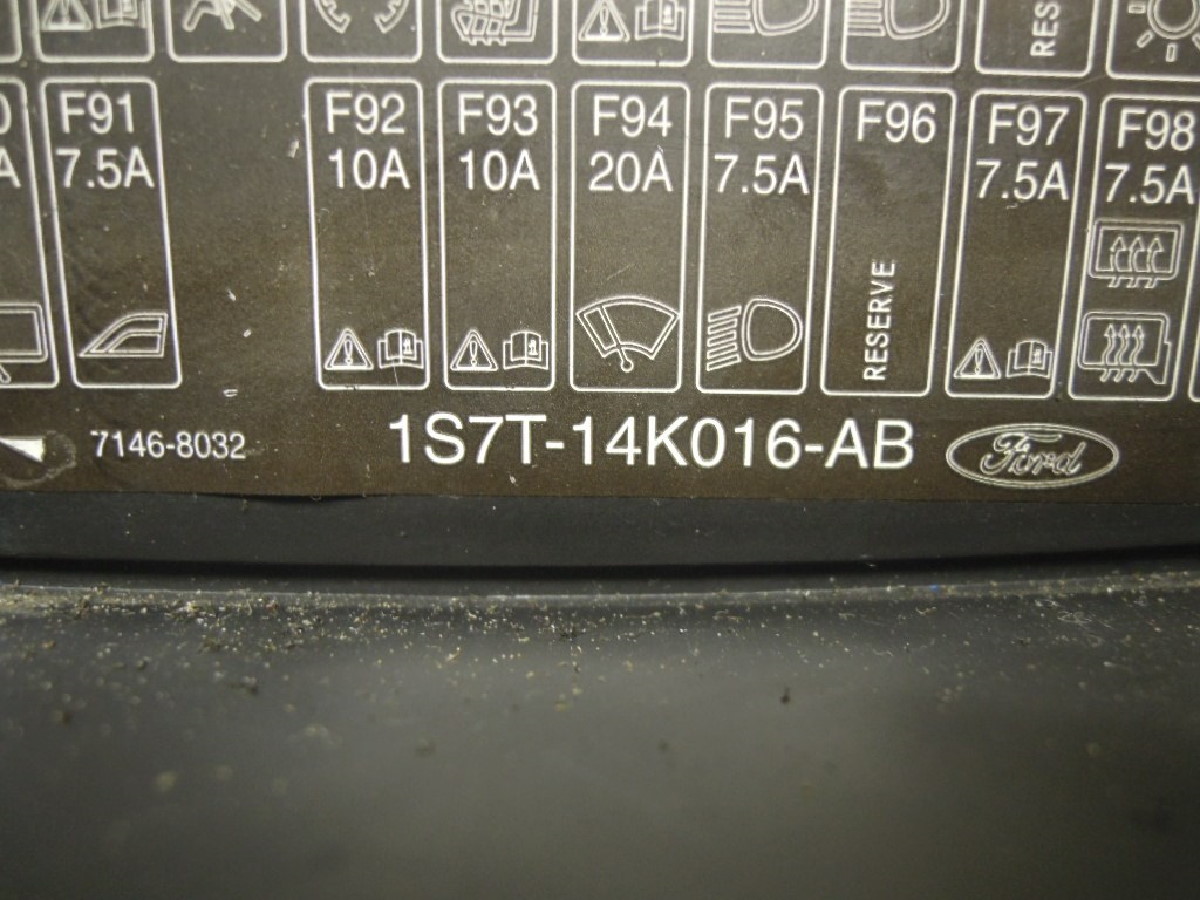 RES
F91 F92 F93 F94 F95 F96 F97 F98
7.5A 10A 10A 20A 7.5A 7.5A 7.5A
RESERVE
7146-8032 1S7T-14K016-AB Ford